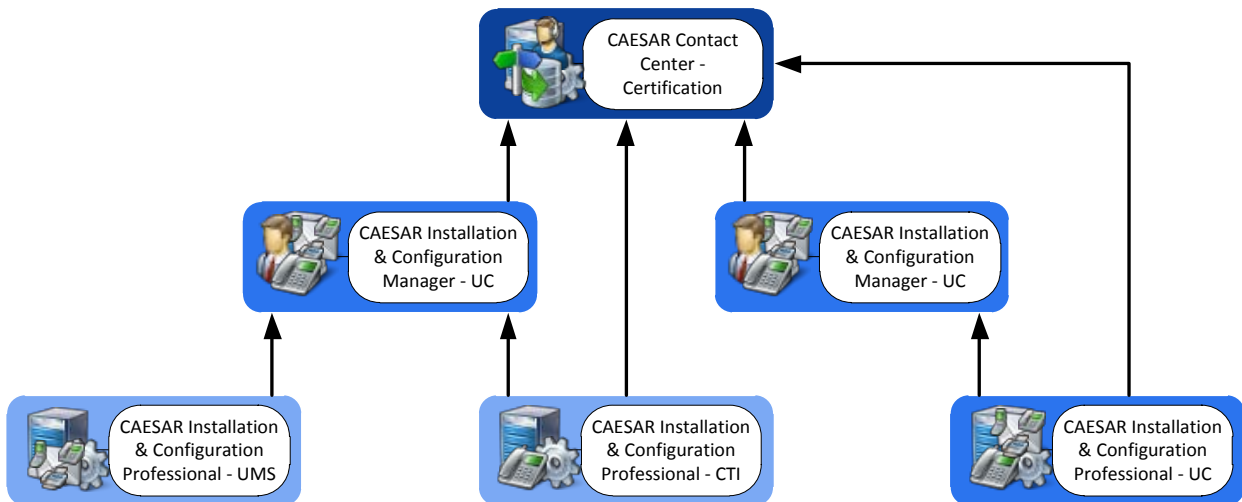 CAESAR Contact
Center -
Certification
CAESAR Installation
& Configuration
Manager - UC
CAESAR Installation
& Configuration
Manager - UC
CAESAR Installation
& Configuration
Professional - UMS
CAESAR Installation
& Configuration
Professional - CTI
CAESAR Installation
& Configuration
Professional - UC